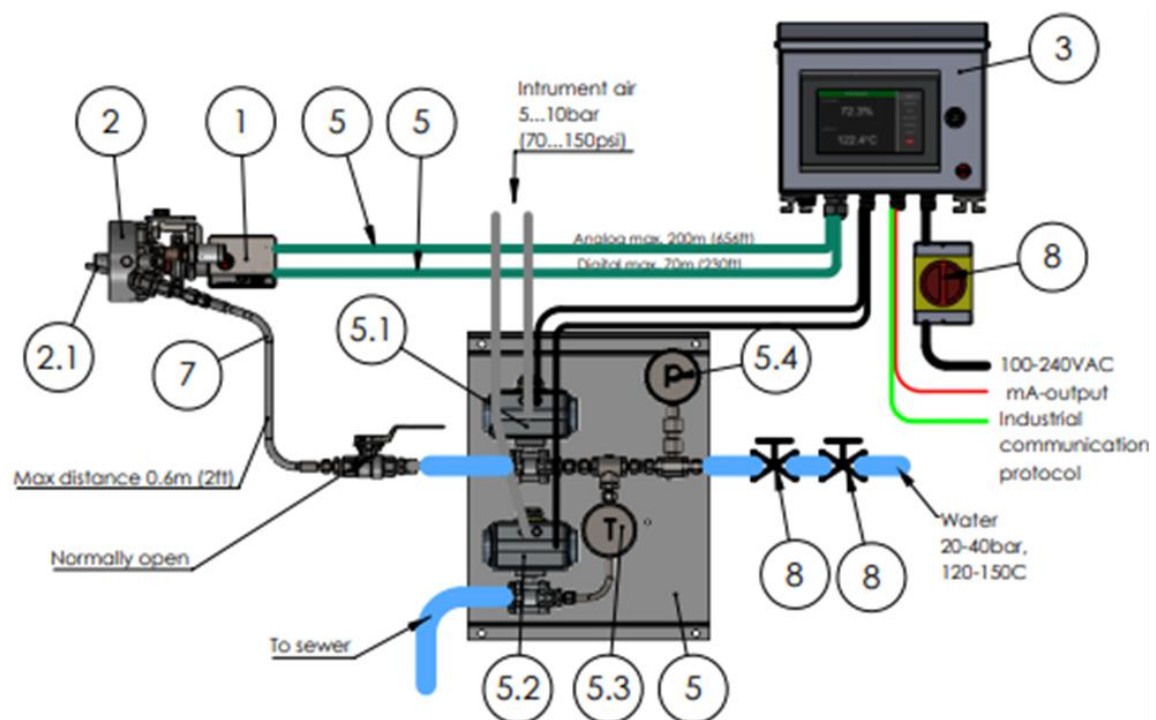 3
Intrument air
5...10bar
(70...150psi)
2
1
5
5
72.3%
122.4°C
Analog max. 200m (656ft)
Digital max. 70m (230ft)
8
2.1
7
5.1
P
5.4
100-240VAC
mA-output
Industrial
communication
protocol
Max distance 0.6m (2ft)
Normally open
T
Water
20-40bar,
120-150C
8
8
To sewer
5.2
5.3
5